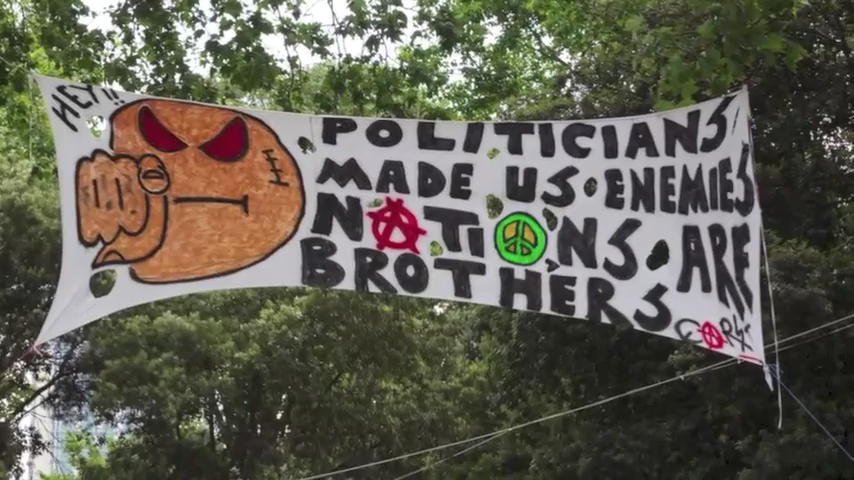 HEY!!
POLITICIANS
MADE US ENEMIES
NATIONS ARE
BROTHERS